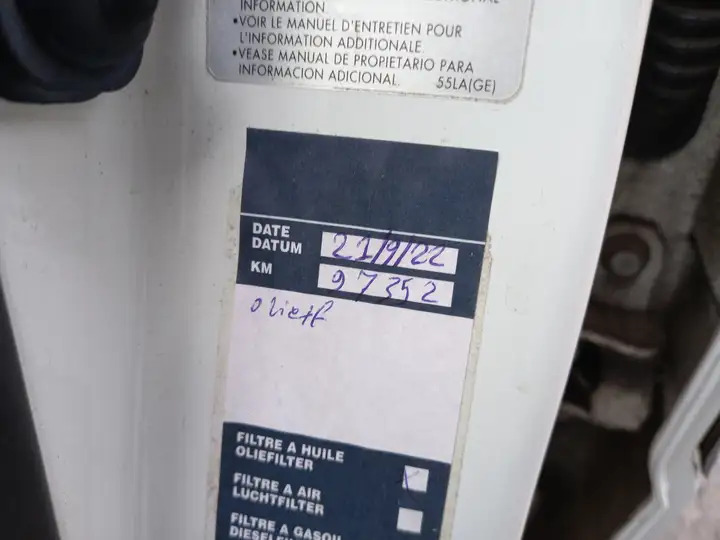 INFORMATION
•VOIR LE MANUEL D'ENTRETIEN POUR
L'INFORMATION ADDITIONALE.
•VEASE MANUAL DE PROPIETARIO PARA
INFORMACION ADICIONAL. 55LA(GE)
DATE
DATUM 21/9/22
KM 97352
olie+f
FILTRE A HUILE
OLIEFILTER
FILTRE A AIR
LUCHTFILTER
FILTRE A GASOU